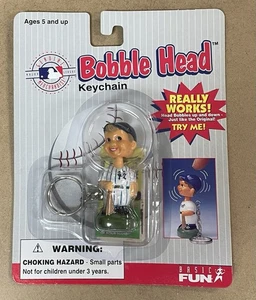 Ages 5 and up
Bobble Head™
Keychain
REALLY
WORKS!
Head Bobbles up and down -
Just like the Original!
TRY ME!
⚠ WARNING:
CHOKING HAZARD - Small parts
Not for children under 3 years.
BASIC
FUN